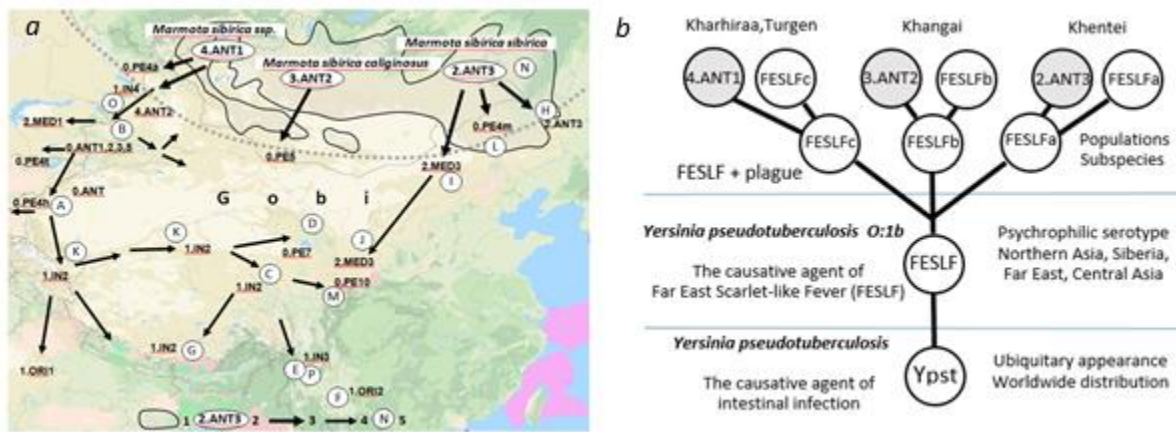 a
Marmota sibirica ssp.
4.ANT1
Marmota sibirica sibirica
Marmota sibirica caliginosus
3.ANT2
2.ANT3
N
0.PE4a
1.IN4
O
4.ANT2
2.MED1
B
H
2.ANT3
0.PE4m
L
0.ANT1,2,3,5
0.PE4t
0.PE5
2.MED3
I
0.ANT
A
0.PE4h
G o b i
D
K
K
1.IN2
J
0.PE7
1.IN2
C
2.MED3
1.IN2
0.PE10
M
1.IN2
G
1.IN3
E
P
1.ORI1
F
1.ORI2
1
2.ANT3
2
3
4
N
5
b
Kharhiraa,Turgen
Khangai
Khentei
4.ANT1
FESLFc
3.ANT2
FESLFb
2.ANT3
FESLFa
FESLFc
FESLFb
FESLFa
Populations
Subspecies
FESLF + plague
Yersinia pseudotuberculosis O:1b
FESLF
The causative agent of
Far East Scarlet-like Fever (FESLF)
Psychrophilic serotype
Northern Asia, Siberia,
Far East, Central Asia
Yersinia pseudotuberculosis
Ypst
The causative agent of
intestinal infection
Ubiquitary appearance
Worldwide distribution